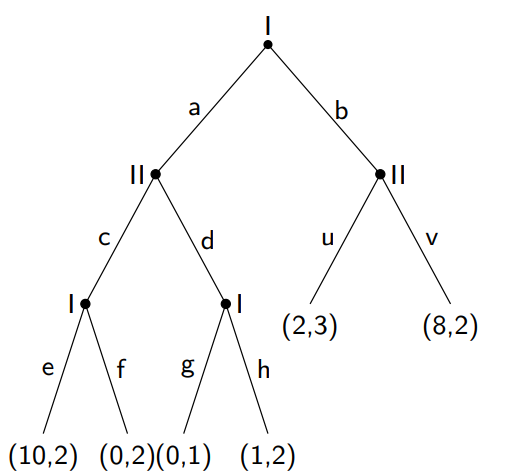 I
a b
II II
c d u v
I I
(2,3) (8,2)
e f g h
(10,2) (0,2)(0,1) (1,2)